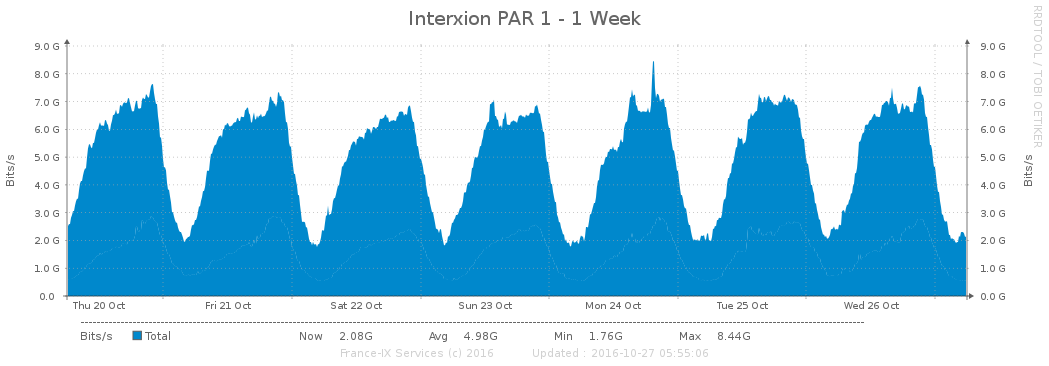 Interxion PAR 1 - 1 Week
RRDTOOL / TOBI OETIKER
Bits/s
9.0 G 9.0 G
8.0 G 8.0 G
7.0 G 7.0 G
6.0 G 6.0 G
5.0 G 5.0 G
4.0 G 4.0 G
3.0 G 3.0 G
2.0 G 2.0 G
1.0 G 1.0 G
0.0 0.0 G
Bits/s
Thu 20 Oct Fri 21 Oct Sat 22 Oct Sun 23 Oct Mon 24 Oct Tue 25 Oct Wed 26 Oct
Bits/s Total Now 2.08G Avg 4.98G Min 1.76G Max 8.44G
France-IX Services (c) 2016 Updated : 2016-10-27 05:55:06